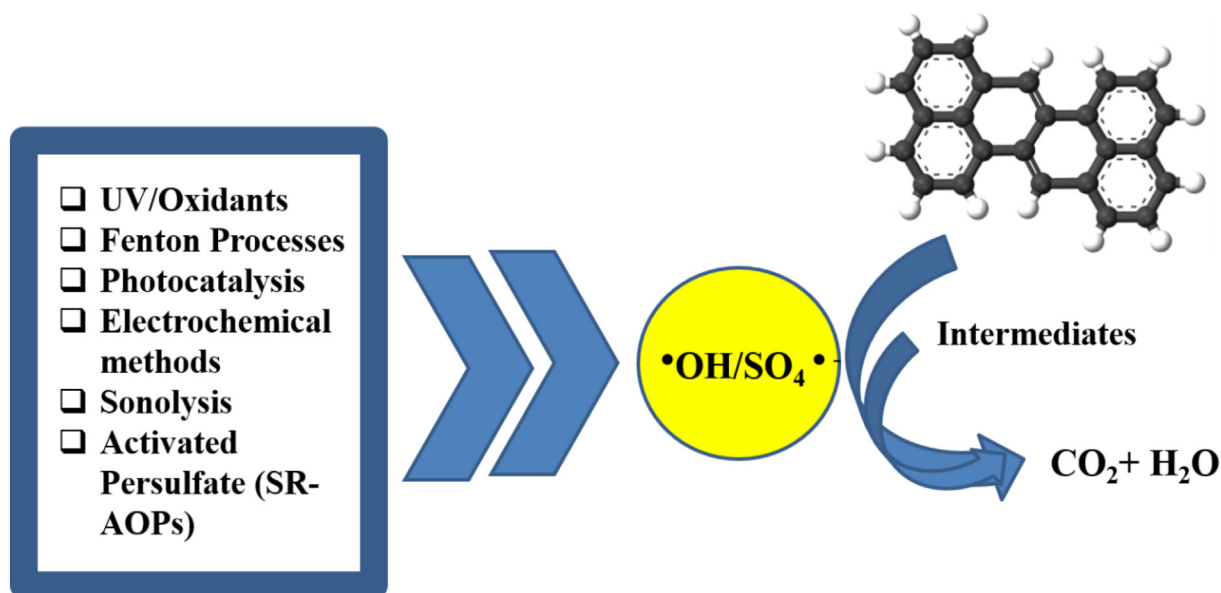 ❑ UV/Oxidants
❑ Fenton Processes
❑ Photocatalysis
❑ Electrochemical
methods
❑ Sonolysis
❑ Activated
Persulfate (SR-
AOPs)
•OH/SO₄ •-
Intermediates
CO₂+ H₂O